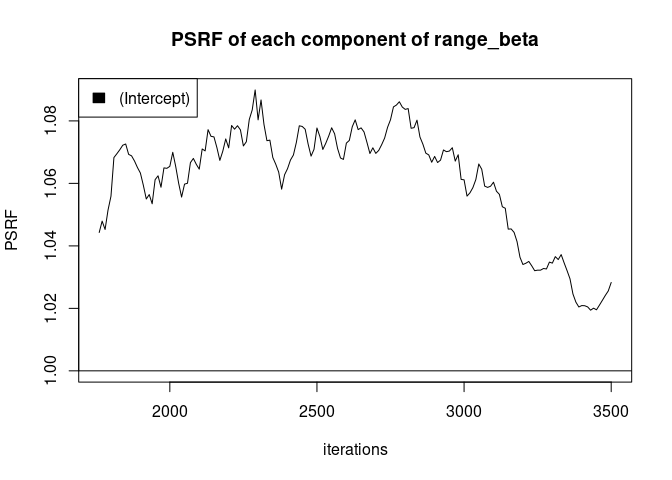 PSRF of each component of range_beta
(Intercept)
PSRF
1.08
1.06
1.04
1.02
1.00
2000 2500 3000 3500
iterations